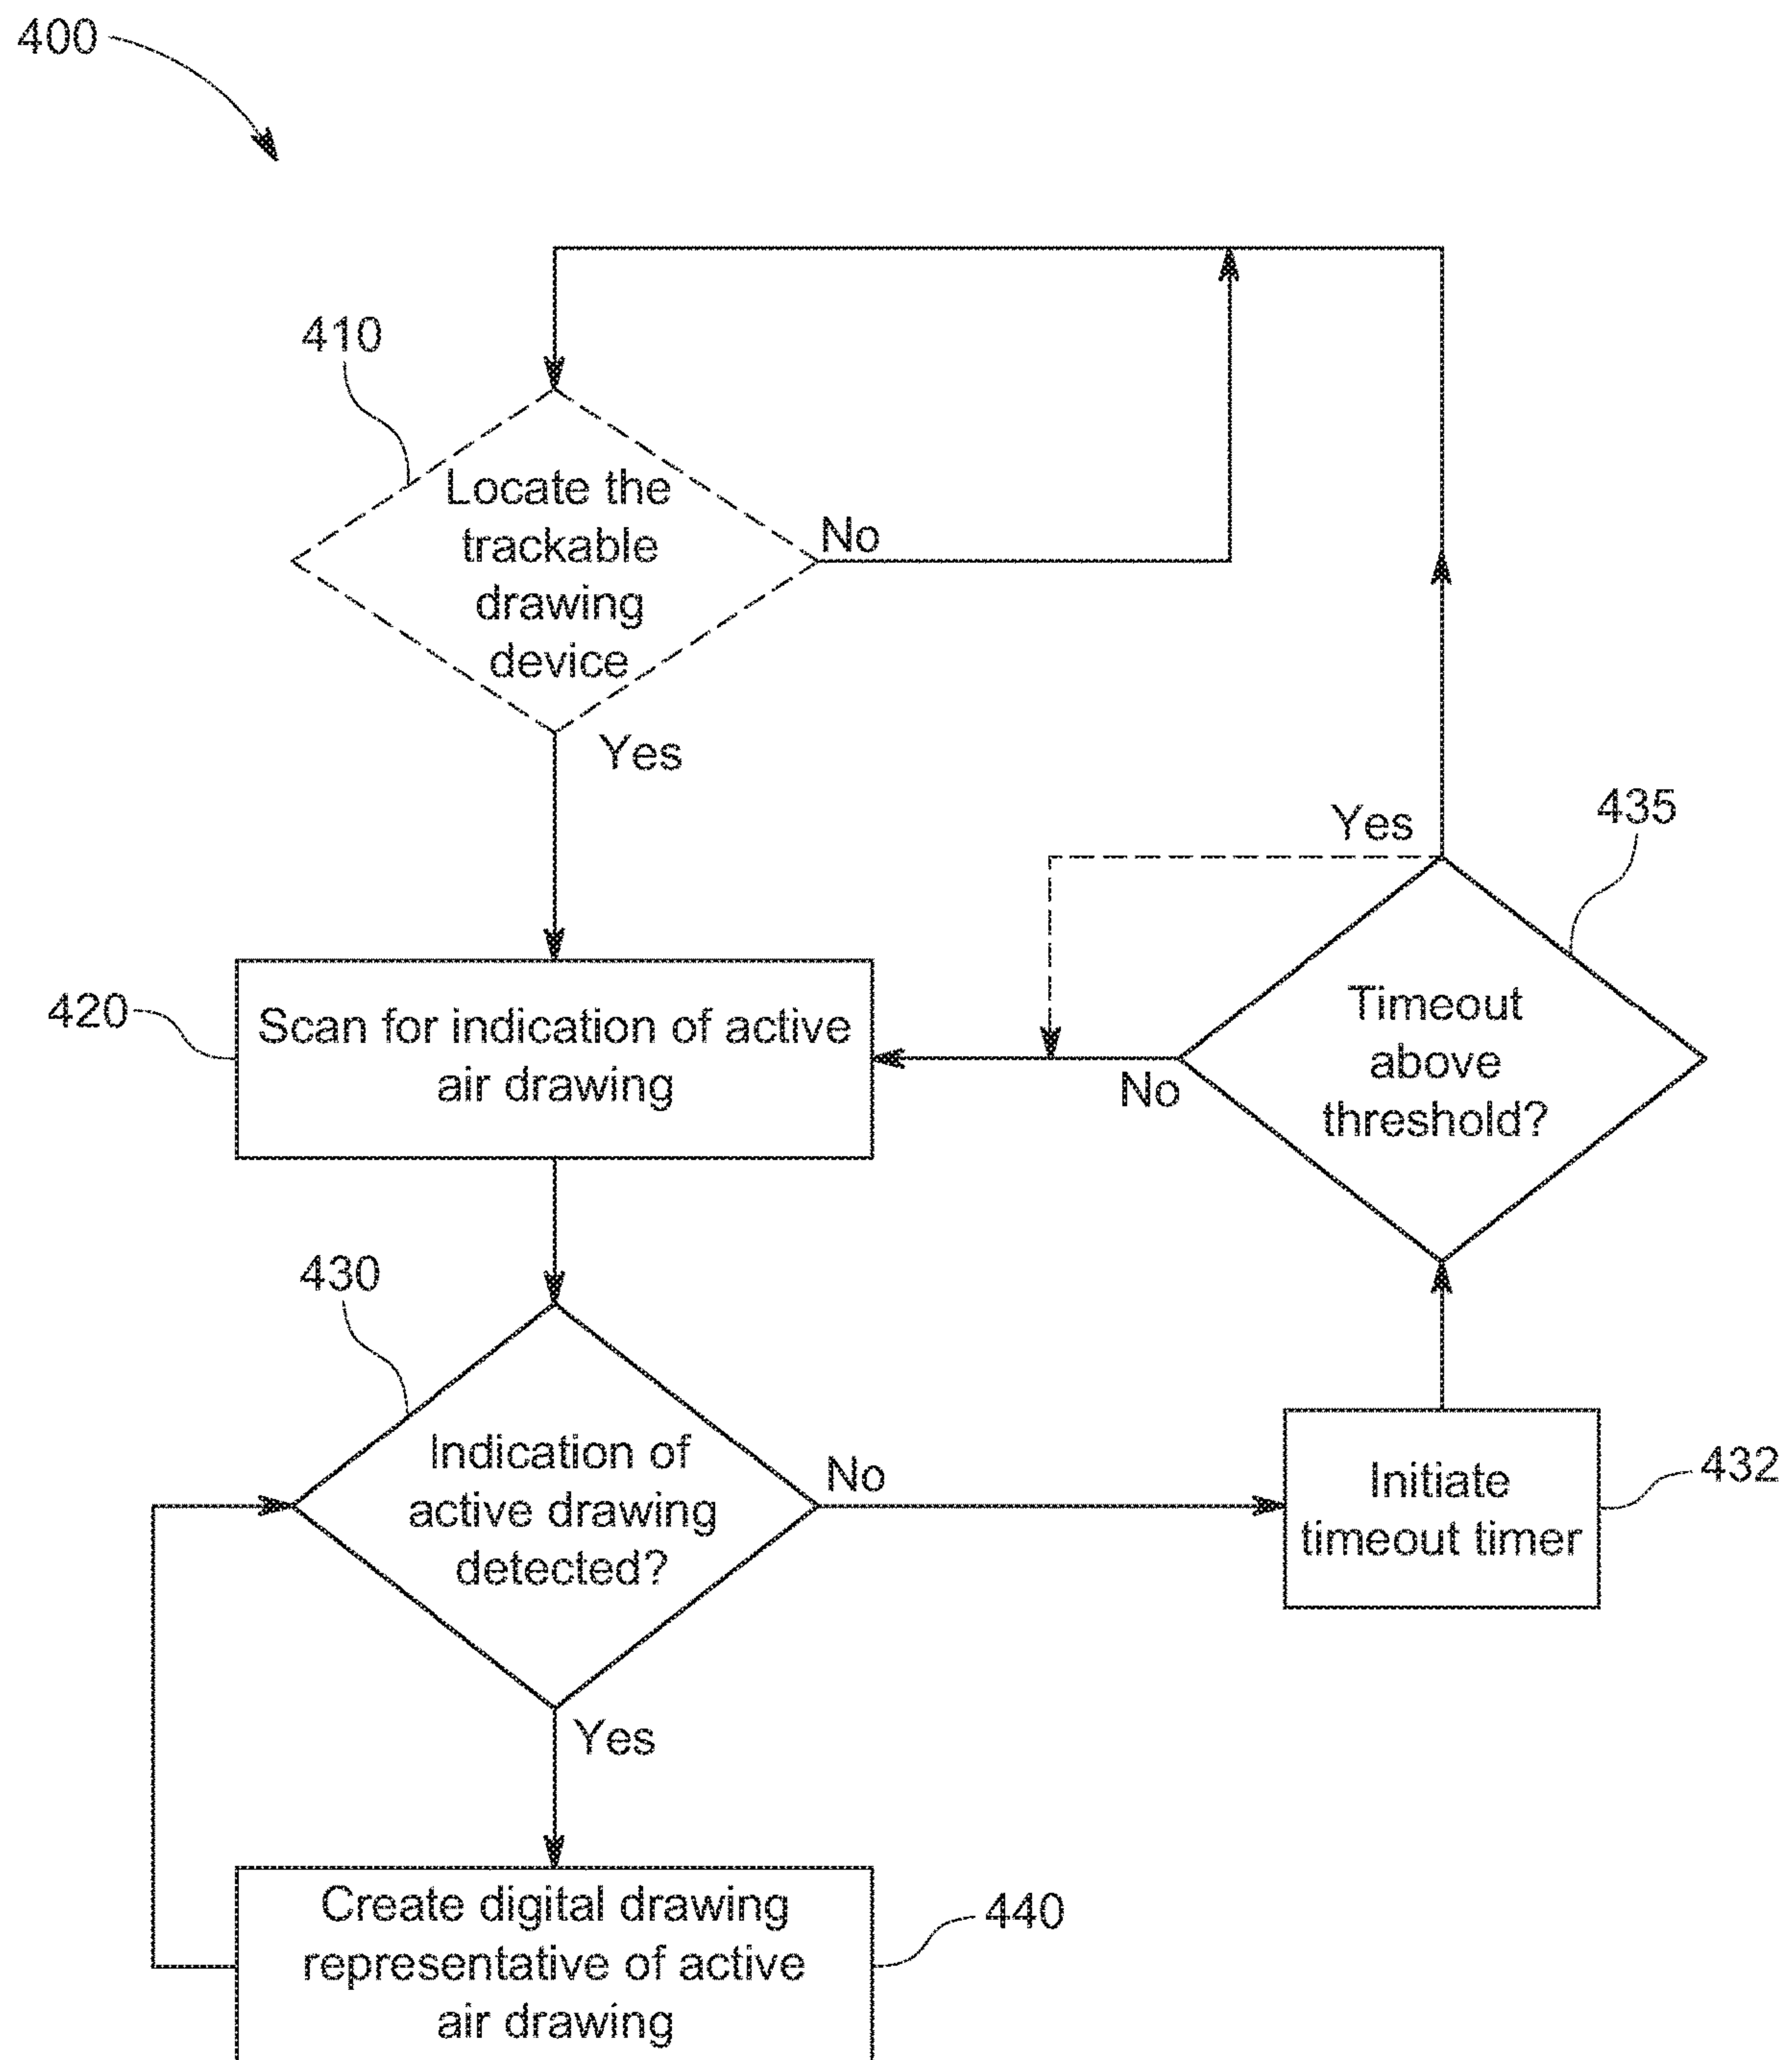 400
410
Locate the
trackable
drawing
device
No
Yes
Yes
435
420
Scan for indication of active
air drawing
Timeout
above
threshold?
No
430
Indication of
active drawing
detected?
No
Initiate
timeout timer
432
Yes
Create digital drawing
representative of active
air drawing
440